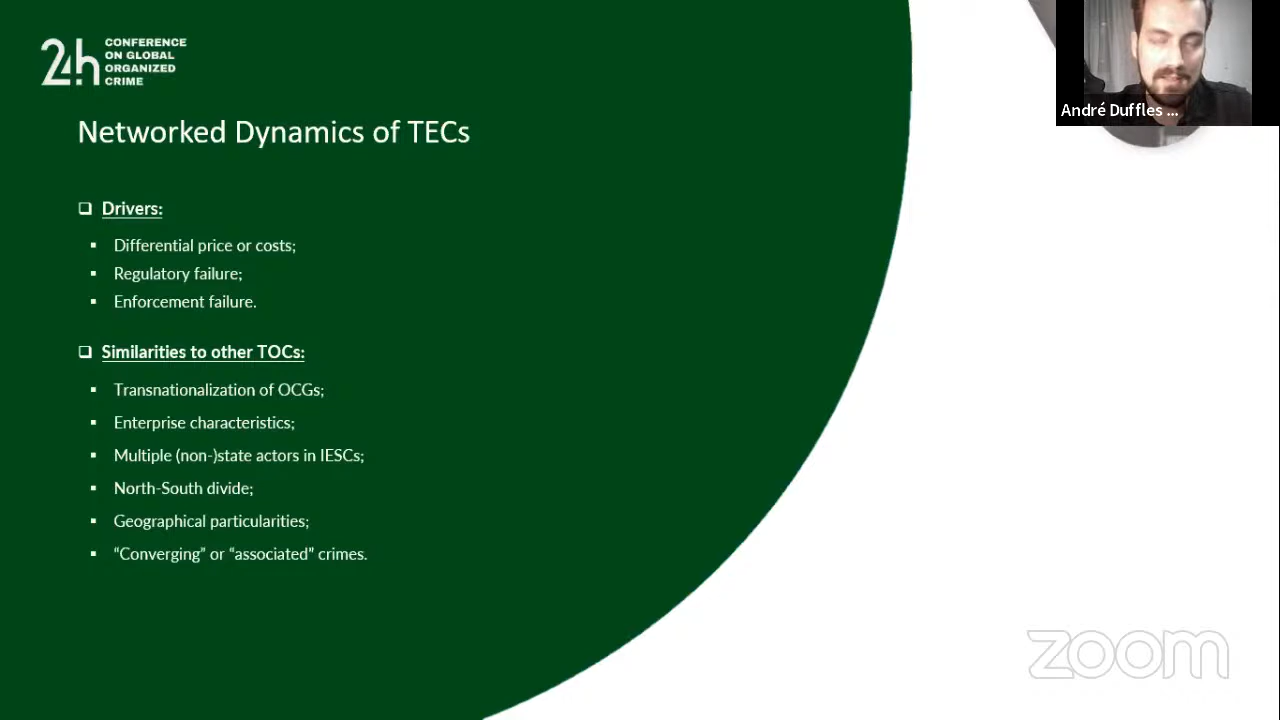 24h CONFERENCE
ON GLOBAL
ORGANIZED
CRIME
André Duffles ...
Networked Dynamics of TECs
Drivers:
Differential price or costs;
Regulatory failure;
Enforcement failure.
Similarities to other TOCs:
Transnationalization of OCGs;
Enterprise characteristics;
Multiple (non-)state actors in IESCs;
North-South divide;
Geographical particularities;
“Converging” or “associated” crimes.
zoom